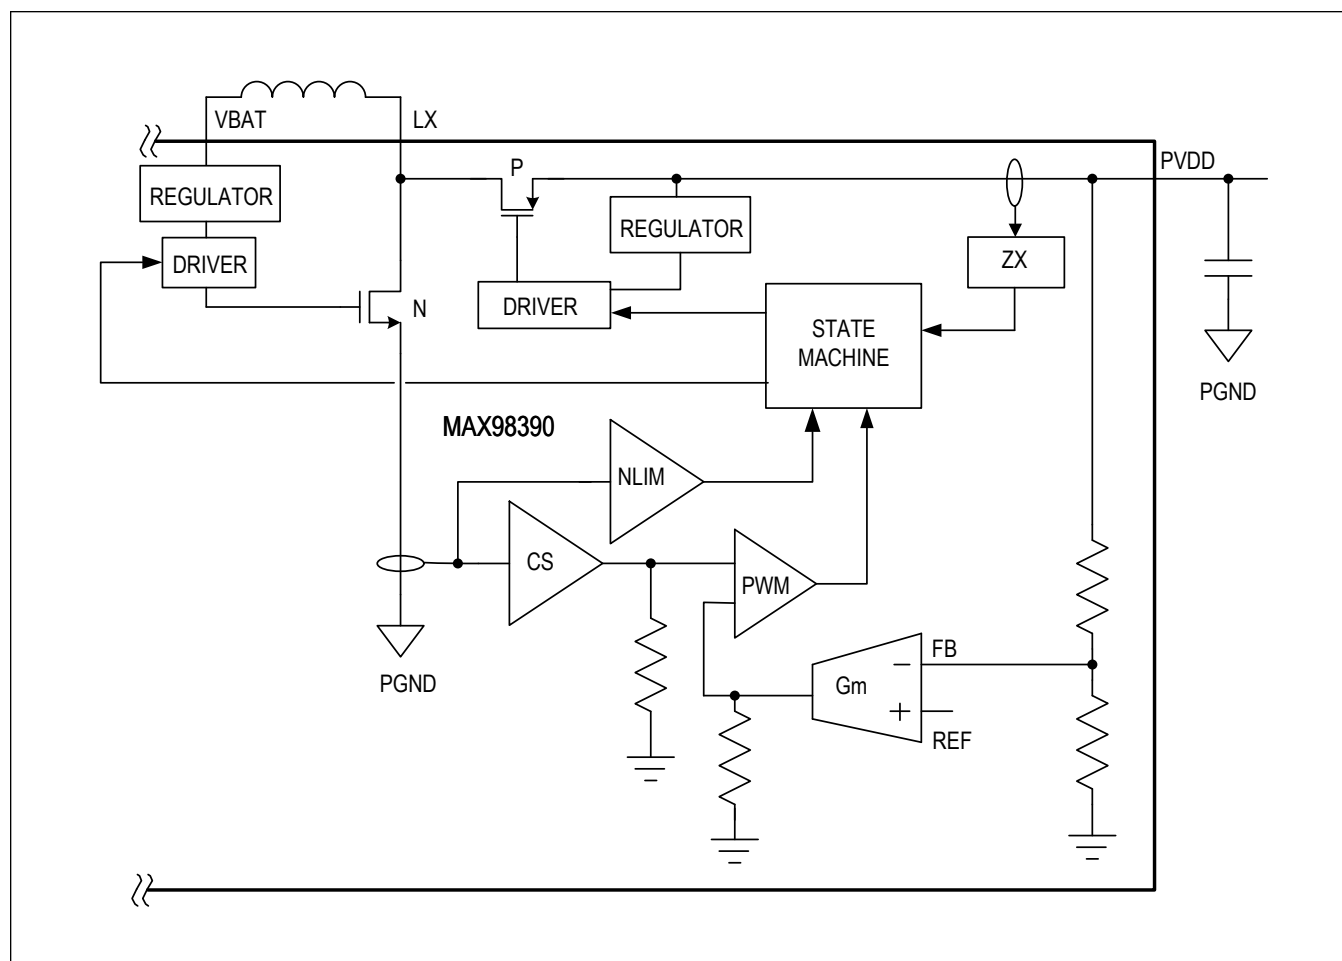 VBAT
LX
P
PVDD
REGULATOR
REGULATOR
DRIVER
ZX
N
DRIVER
STATE
MACHINE
PGND
MAX98390
NLIM
CS
PWM
FB
PGND
Gm
−
+
REF